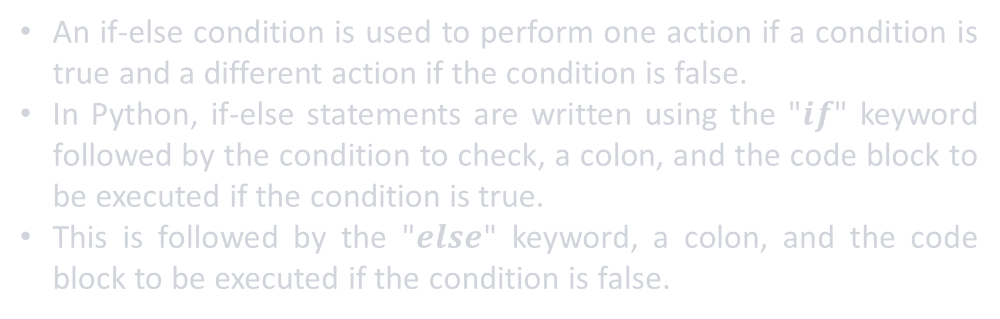 • An if-else condition is used to perform one action if a condition is
true and a different action if the condition is false.
• In Python, if-else statements are written using the "if" keyword
followed by the condition to check, a colon, and the code block to
be executed if the condition is true.
• This is followed by the "else" keyword, a colon, and the code
block to be executed if the condition is false.